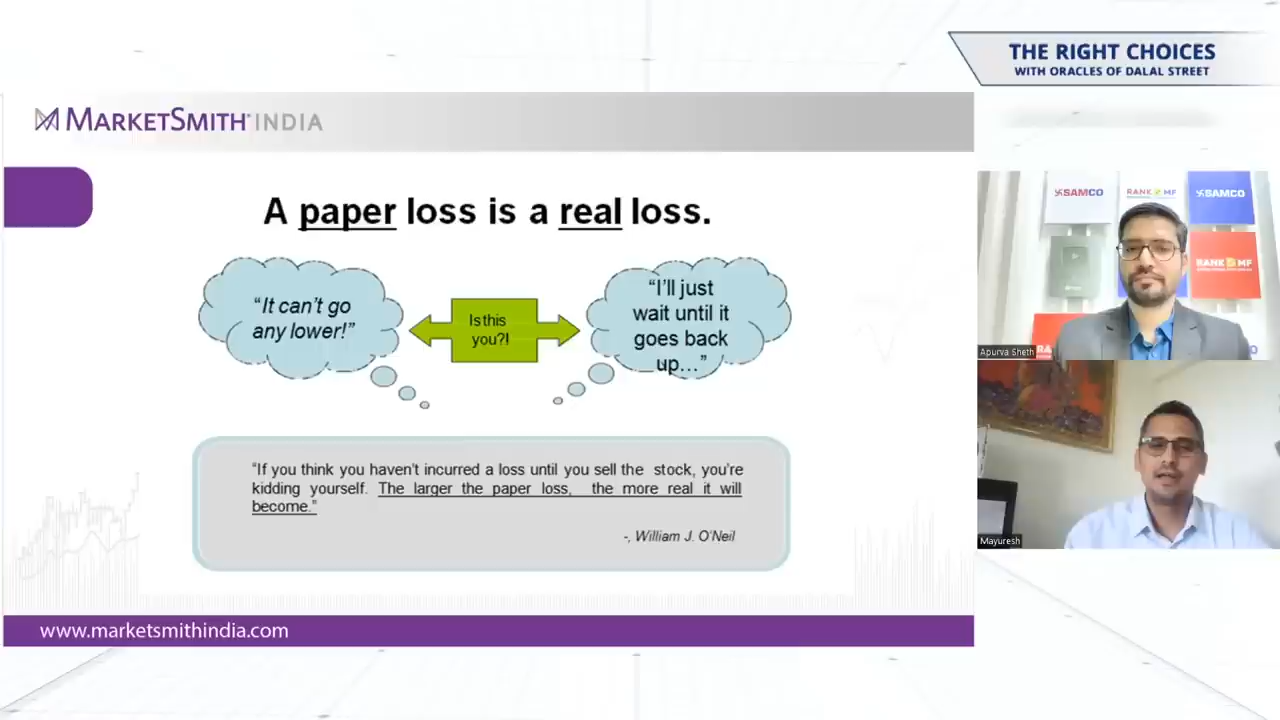 THE RIGHT CHOICES
WITH ORACLES OF DALAL STREET
MARKETSMITH INDIA
A paper loss is a real loss.
"It can't go
any lower!"
Is this
you?!
"I'll just
wait until it
goes back
up…"
"If you think you haven't incurred a loss until you sell the stock, you're
kidding yourself. The larger the paper loss, the more real it will
become."
-, William J. O'Neil
www.marketsmithindia.com
SAMCO
RANK MF
SAMCO
RANK MF
Apurva Sheth
Mayuresh